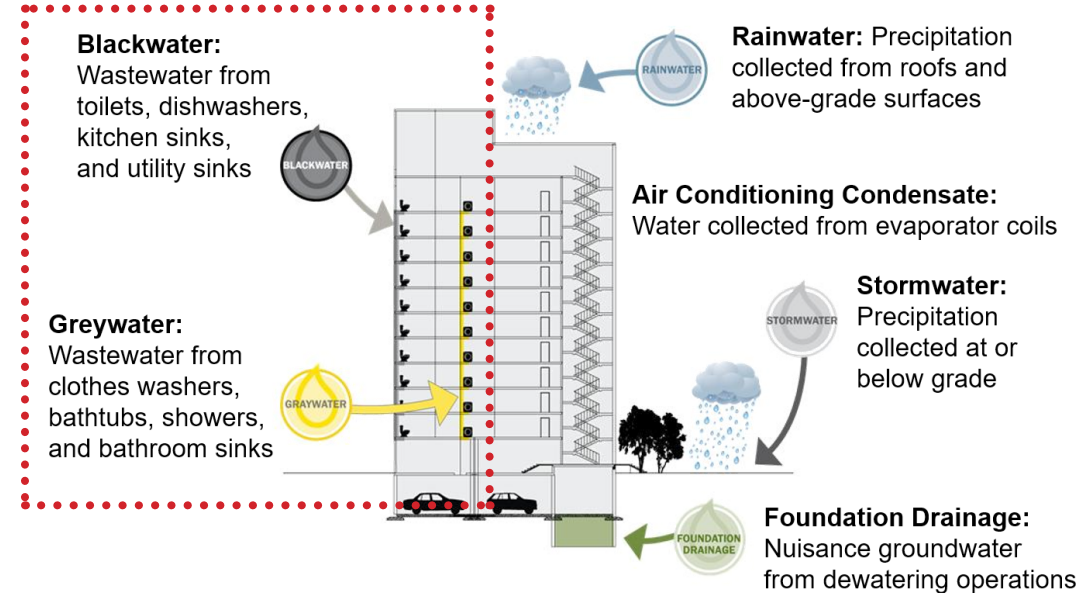 Blackwater:
Wastewater from
toilets, dishwashers,
kitchen sinks,
and utility sinks
BLACKWATER
Greywater:
Wastewater from
clothes washers,
bathtubs, showers,
and bathroom sinks
GRAYWATER
RAINWATER
Rainwater: Precipitation
collected from roofs and
above-grade surfaces
Air Conditioning Condensate:
Water collected from evaporator coils
STORMWATER
Stormwater:
Precipitation
collected at or
below grade
FOUNDATION
DRAINAGE
Foundation Drainage:
Nuisance groundwater
from dewatering operations